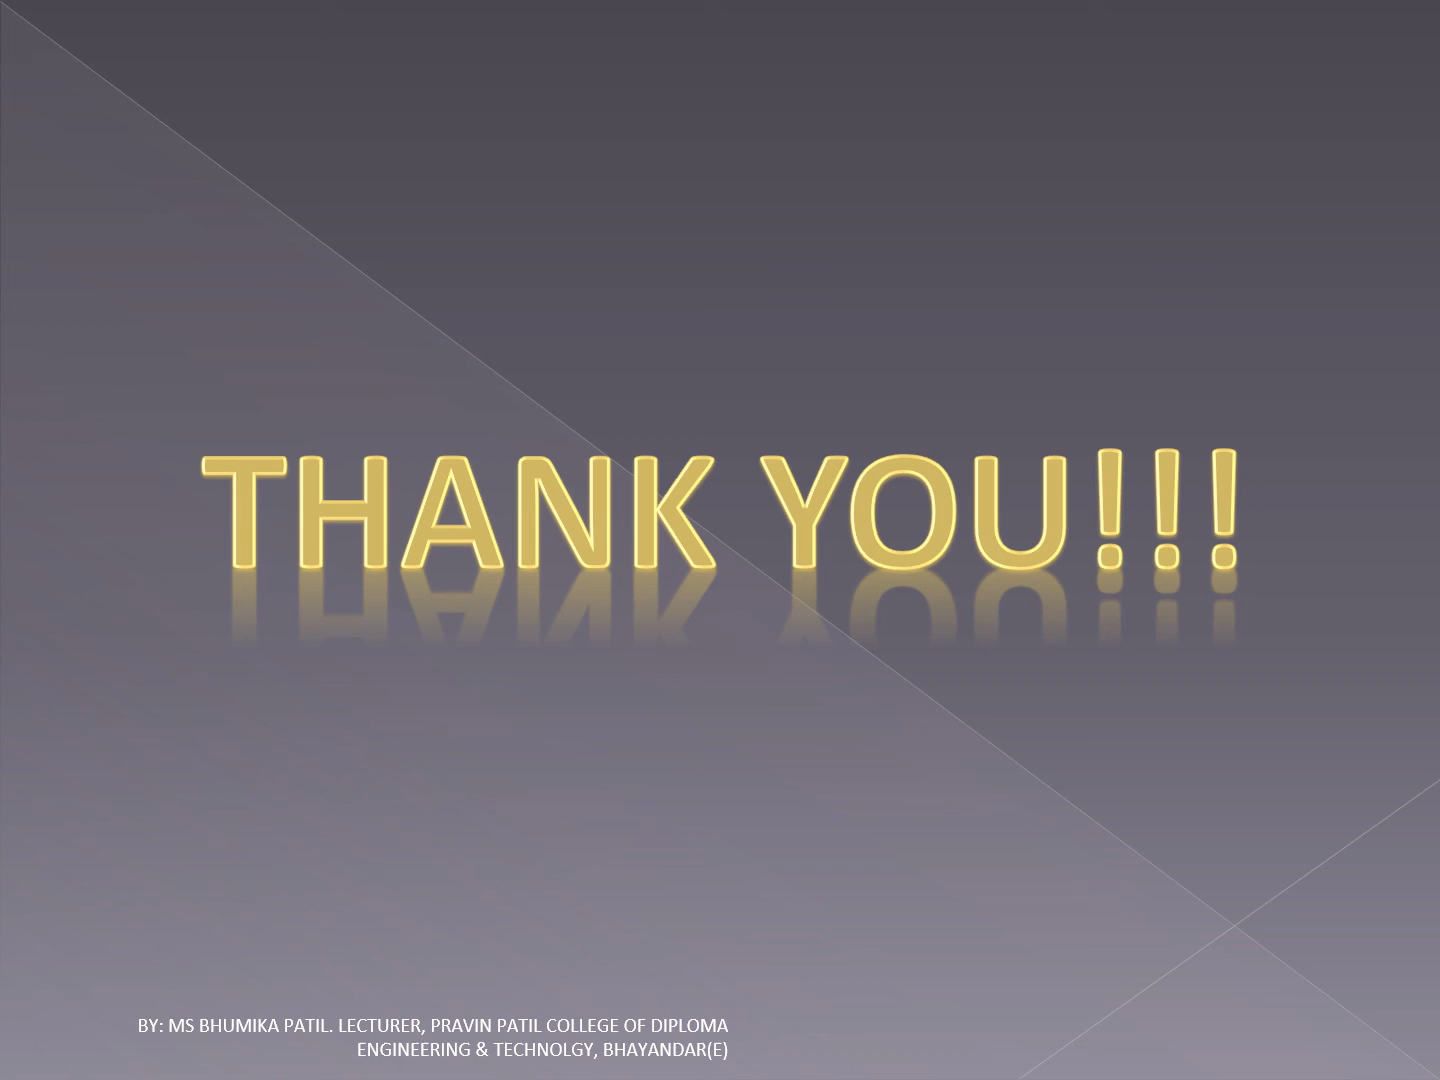 THANK YOU!!!
BY: MS BHUMIKA PATIL. LECTURER, PRAVIN PATIL COLLEGE OF DIPLOMA
ENGINEERING & TECHNOLGY, BHAYANDAR(E)